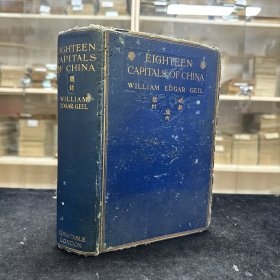 EIGHTEEN
CAPITALS OF CHINA
WILLIAM EDGAR GEIL
EIGHTEEN
CAPITALS
OF CHINA
WILLIAM
EDGAR
GEIL
CONSTABLE
LONDON